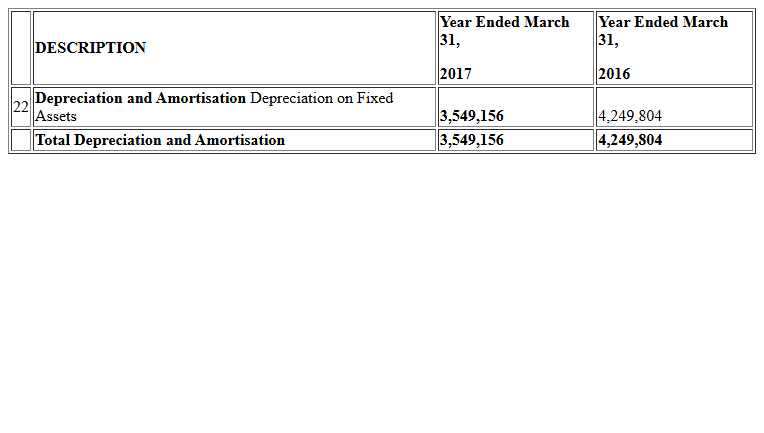 DESCRIPTION
Year Ended March
31,
2017
Year Ended March
31,
2016
22
Depreciation and Amortisation Depreciation on Fixed
Assets
3,549,156
4,249,804
Total Depreciation and Amortisation
3,549,156
4,249,804